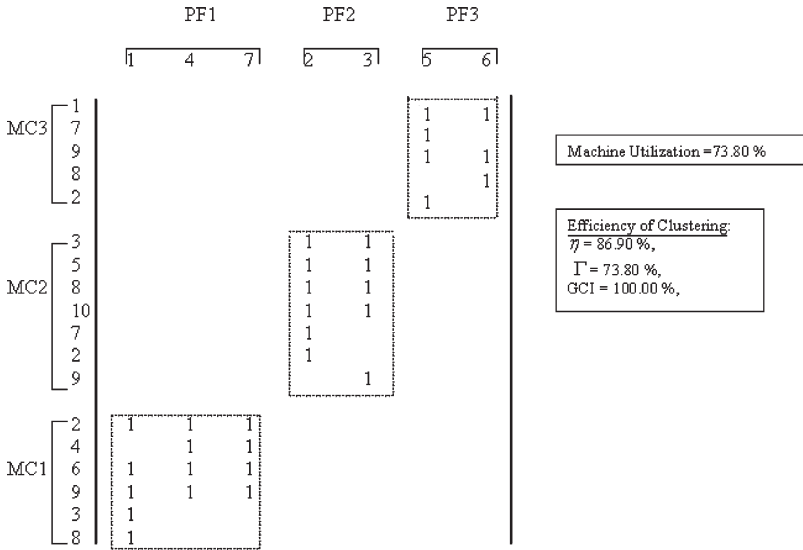 PF1 PF2 PF3
1 4 7 2 3 5 6
MC3
1 1 1
7 1
9 1 1
8 1
2 1
Machine Utilization =73.80 %
Efficiency of Clustering:
η = 86.90 %,
Γ = 73.80 %,
GCI = 100.00 %,
MC2
3 1 1
5 1 1
8 1 1
10 1 1
7 1
2 1
9 1
MC1
2 1 1 1
4 1 1
6 1 1 1
9 1 1 1
3 1
8 1